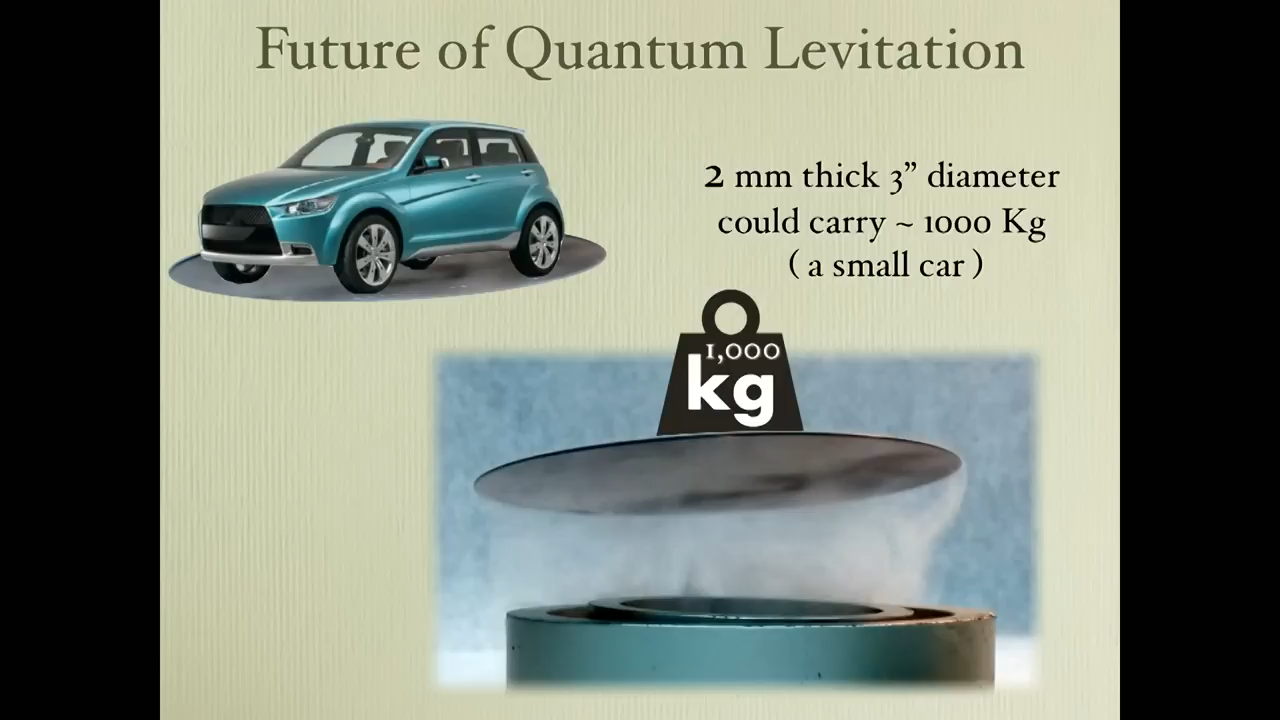 Future of Quantum Levitation
2 mm thick 3” diameter
could carry ~ 1000 Kg
( a small car )
1,000
kg